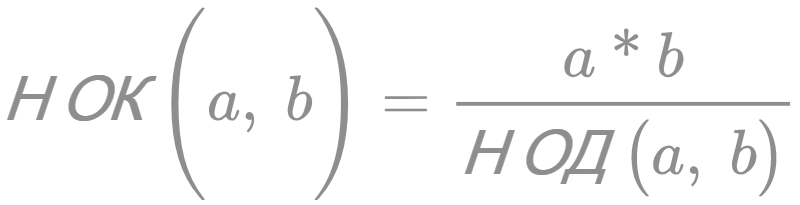 НОК(a, b) = a * b / НОД(a, b)